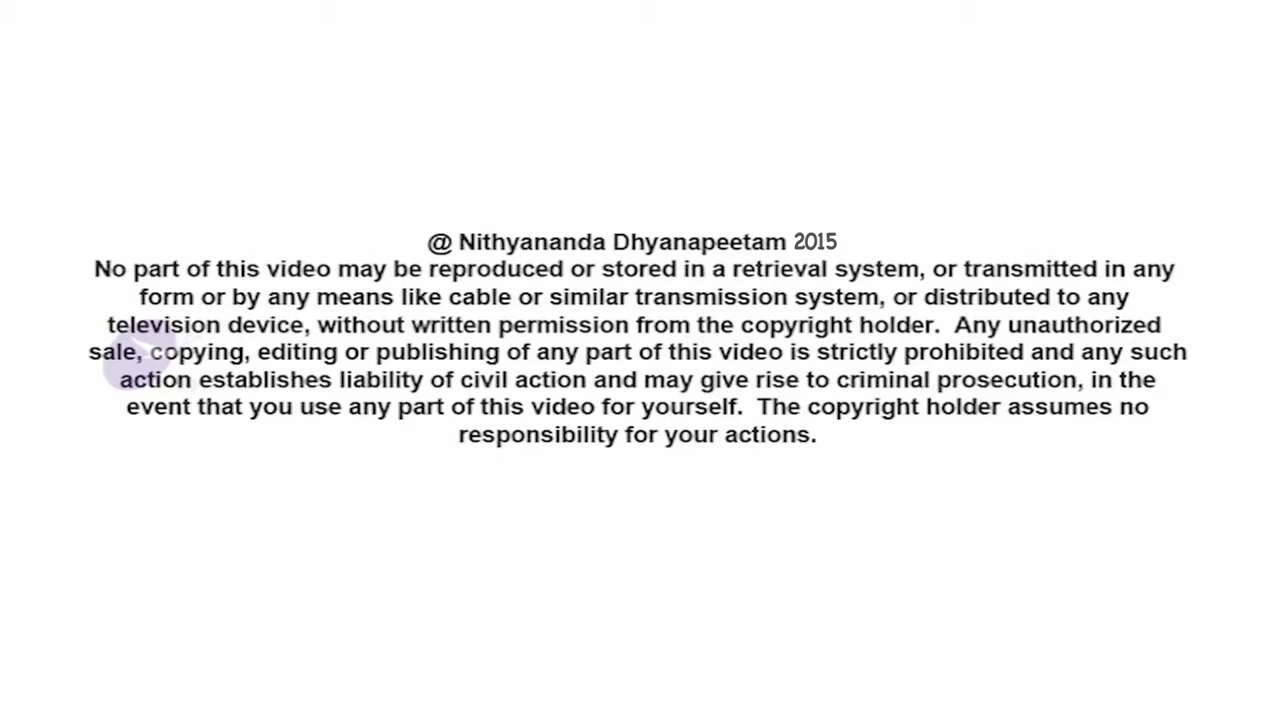 @ Nithyananda Dhyanapeetam 2015
No part of this video may be reproduced or stored in a retrieval system, or transmitted in any
form or by any means like cable or similar transmission system, or distributed to any
television device, without written permission from the copyright holder.  Any unauthorized
sale, copying, editing or publishing of any part of this video is strictly prohibited and any such
action establishes liability of civil action and may give rise to criminal prosecution, in the
event that you use any part of this video for yourself.  The copyright holder assumes no
responsibility for your actions.